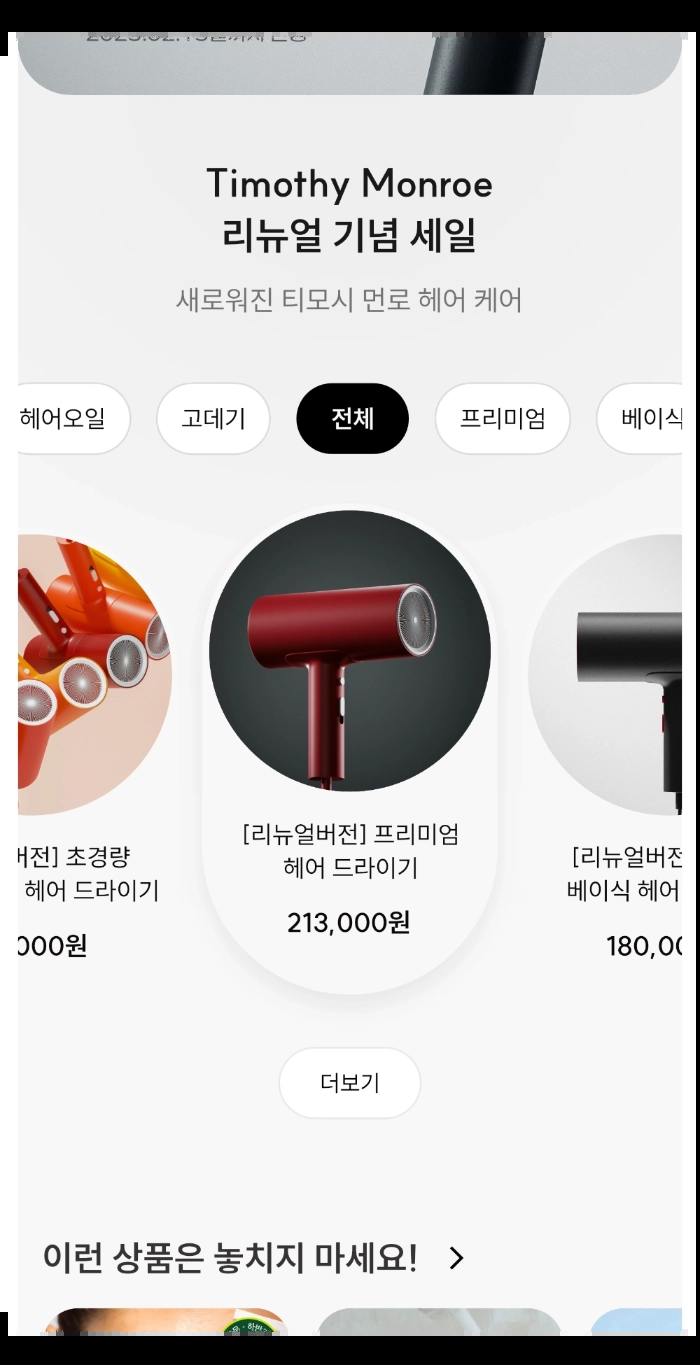 Timothy Monroe
리뉴얼 기념 세일
새로워진 티모시 먼로 헤어 케어
헤어오일
고데기
전체
프리미엄
베이식
버전] 초경량
헤어 드라이기
000원
[리뉴얼버전] 프리미엄
헤어 드라이기
213,000원
[리뉴얼버전
베이식 헤어
180,00
더보기
이런 상품은 놓치지 마세요!